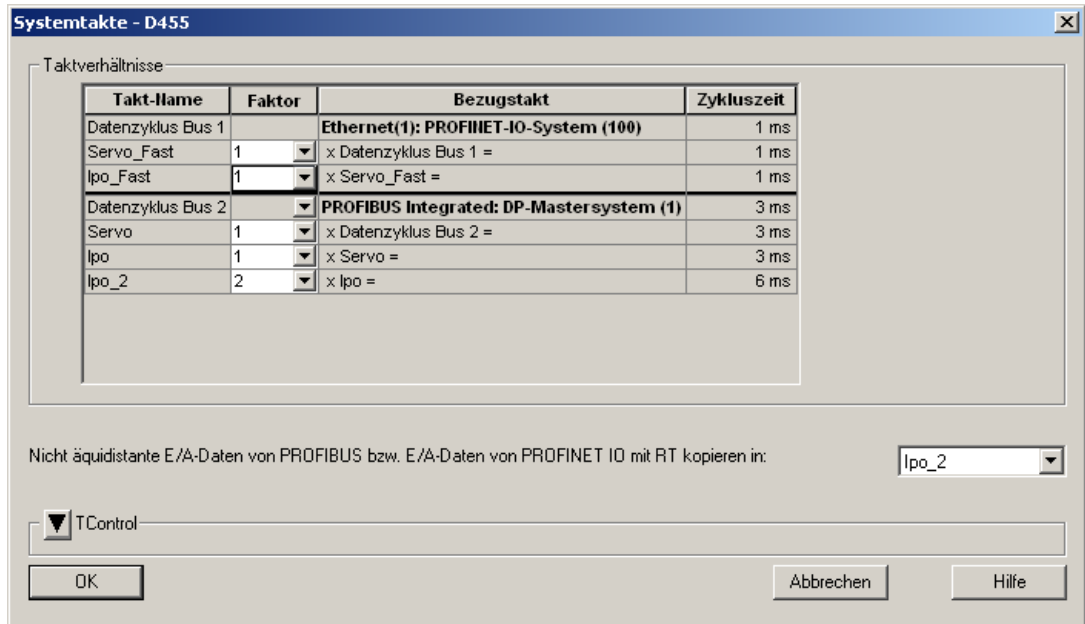 Systemtakte - D455
Taktverhältnisse
Takt-Name Faktor Bezugstakt Zykluszeit
Datenzyklus Bus 1 Ethernet(1): PROFINET-IO-System (100) 1 ms
Servo_Fast 1 x Datenzyklus Bus 1 = 1 ms
Ipo_Fast 1 x Servo_Fast = 1 ms
Datenzyklus Bus 2 PROFIBUS Integrated: DP-Mastersystem (1) 3 ms
Servo 1 x Datenzyklus Bus 2 = 3 ms
Ipo 1 x Servo = 3 ms
Ipo_2 2 x Ipo = 6 ms
Nicht äquidistante E/A-Daten von PROFIBUS bzw. E/A-Daten von PROFINET IO mit RT kopieren in: Ipo_2
TControl
OK Abbrechen Hilfe